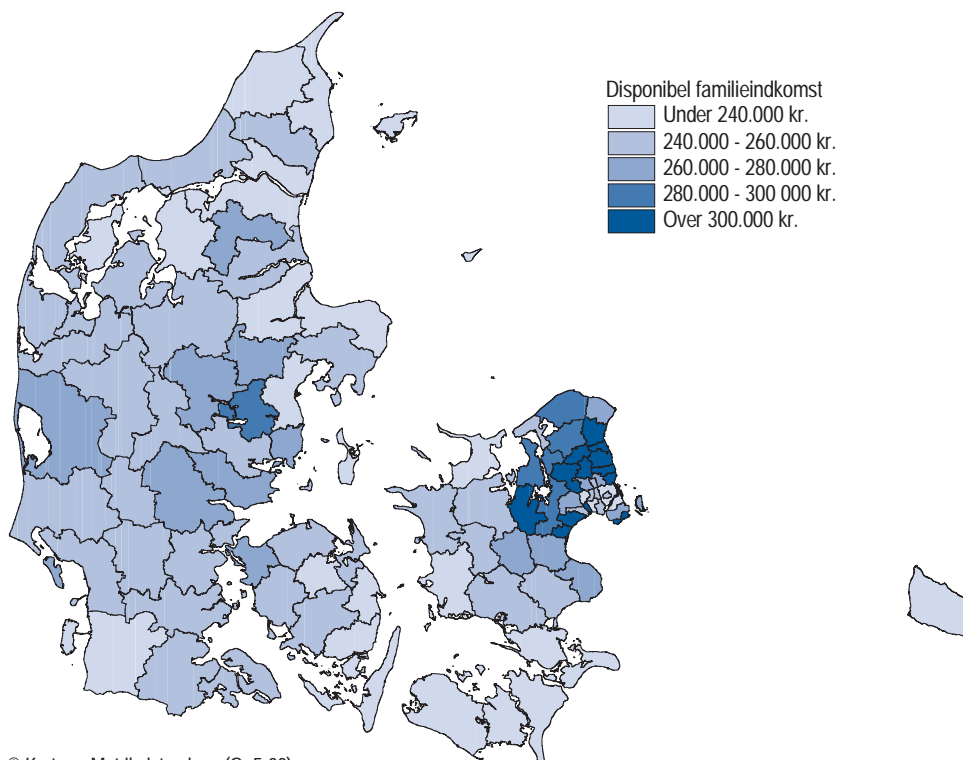 Disponibel familieindkomst
Under 240.000 kr.
240.000 - 260.000 kr.
260.000 - 280.000 kr.
280.000 - 300 000 kr.
Over 300.000 kr.